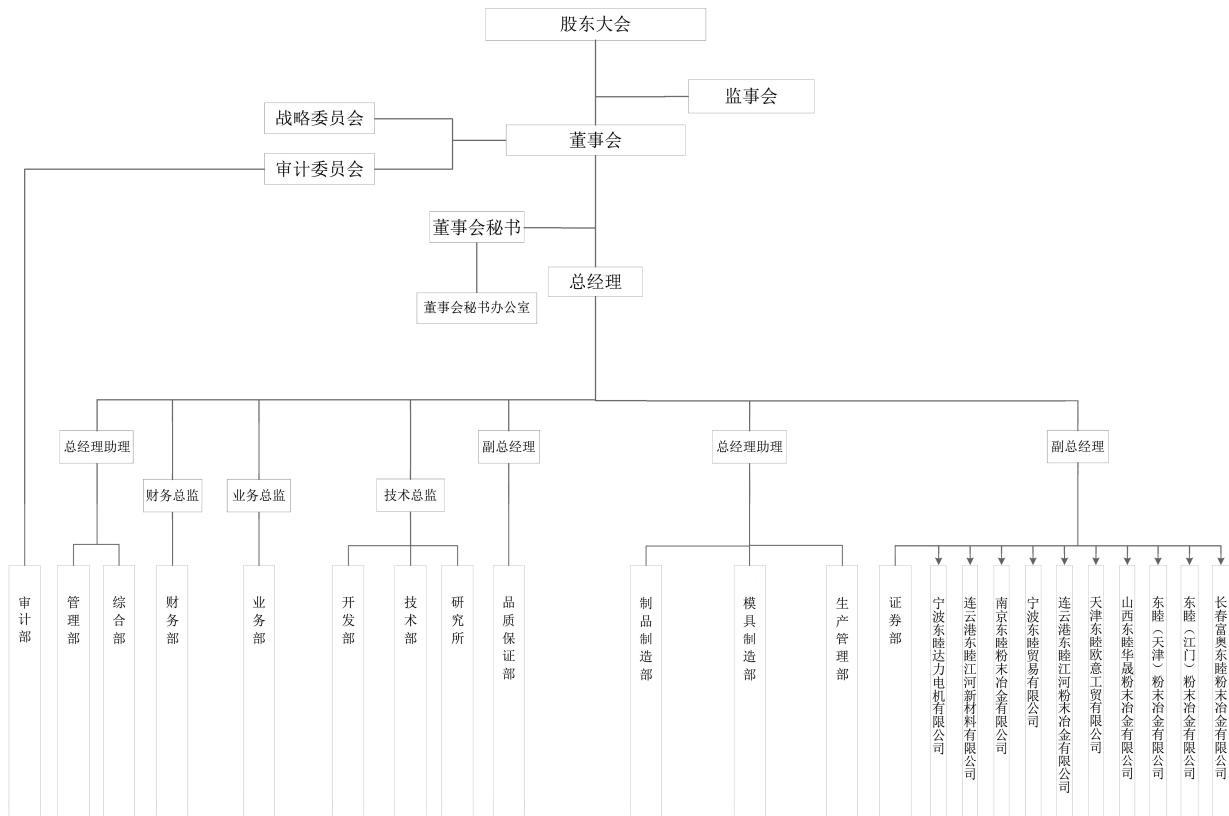 股东大会
监事会
战略委员会
董事会
审计委员会
董事会秘书
总经理
董事会秘书办公室
总经理助理
副总经理
总经理助理
副总经理
财务总监
业务总监
技术总监
审计部
管理部
综合部
财务部
业务部
开发部
技术部
研究所
品质保证部
制品制造部
模具制造部
生产管理部
证券部
宁波东睦达力电机有限公司
连云港东睦江河新材料有限公司
南京东睦粉末冶金有限公司
宁波东睦贸易有限公司
连云港东睦江河粉末冶金有限公司
天津东睦欧意工贸有限公司
山西东睦华晟粉末冶金有限公司
东睦（天津）粉末冶金有限公司
东睦（江门）粉末冶金有限公司
长春富奥东睦粉末冶金有限公司